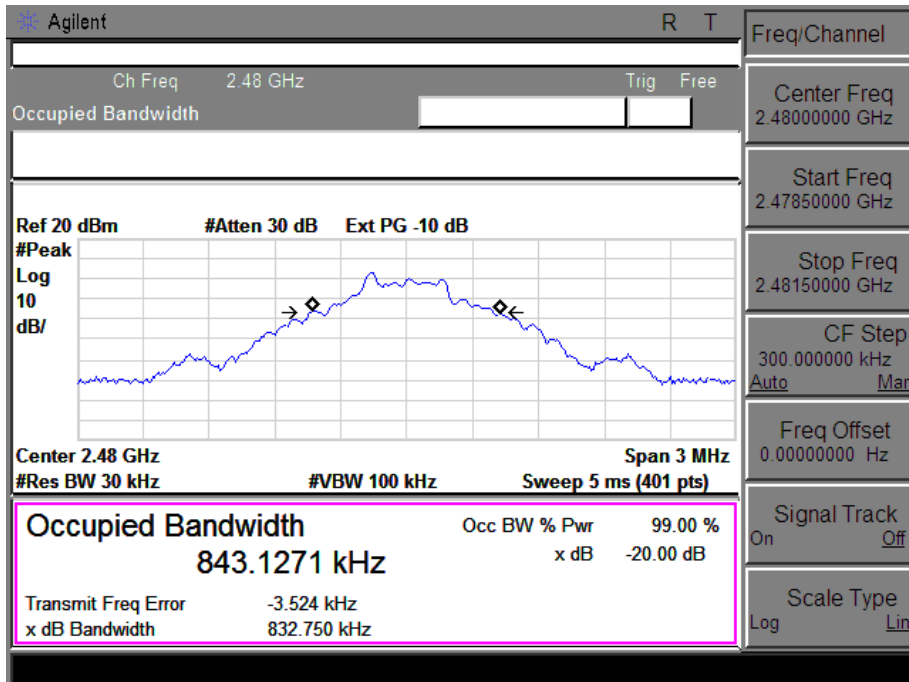 Agilent R T
Ch Freq 2.48 GHz Trig Free
Occupied Bandwidth
Ref 20 dBm #Atten 30 dB Ext PG -10 dB
#Peak
Log
10
dB/
Center 2.48 GHz Span 3 MHz
#Res BW 30 kHz #VBW 100 kHz Sweep 5 ms (401 pts)
Occupied Bandwidth
843.1271 kHz
Occ BW % Pwr 99.00 %
x dB -20.00 dB
Transmit Freq Error -3.524 kHz
x dB Bandwidth 832.750 kHz
Freq/Channel
Center Freq
2.48000000 GHz
Start Freq
2.47850000 GHz
Stop Freq
2.48150000 GHz
CF Step
300.000000 kHz
Auto Man
Freq Offset
0.00000000 Hz
Signal Track
On Off
Scale Type
Log Lin